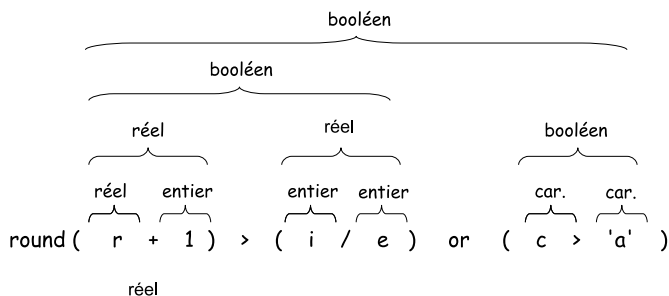 booléen
booléen
réel réel booléen
réel entier entier entier car. car.
round ( r + 1 ) > ( i / e ) or ( c > 'a' )
réel